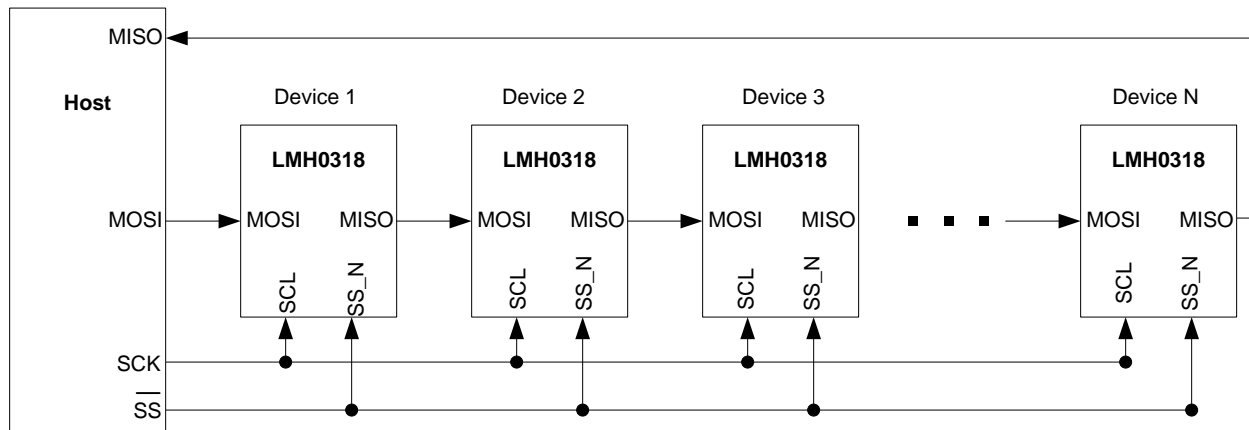 MISO
Host
Device 1
Device 2
Device 3
Device N
LMH0318
LMH0318
LMH0318
LMH0318
MOSI
MOSI
MISO
MOSI
MISO
MOSI
MISO
MOSI
MISO
SCL
SS_N
SCL
SS_N
SCL
SS_N
SCL
SS_N
SCK
SS